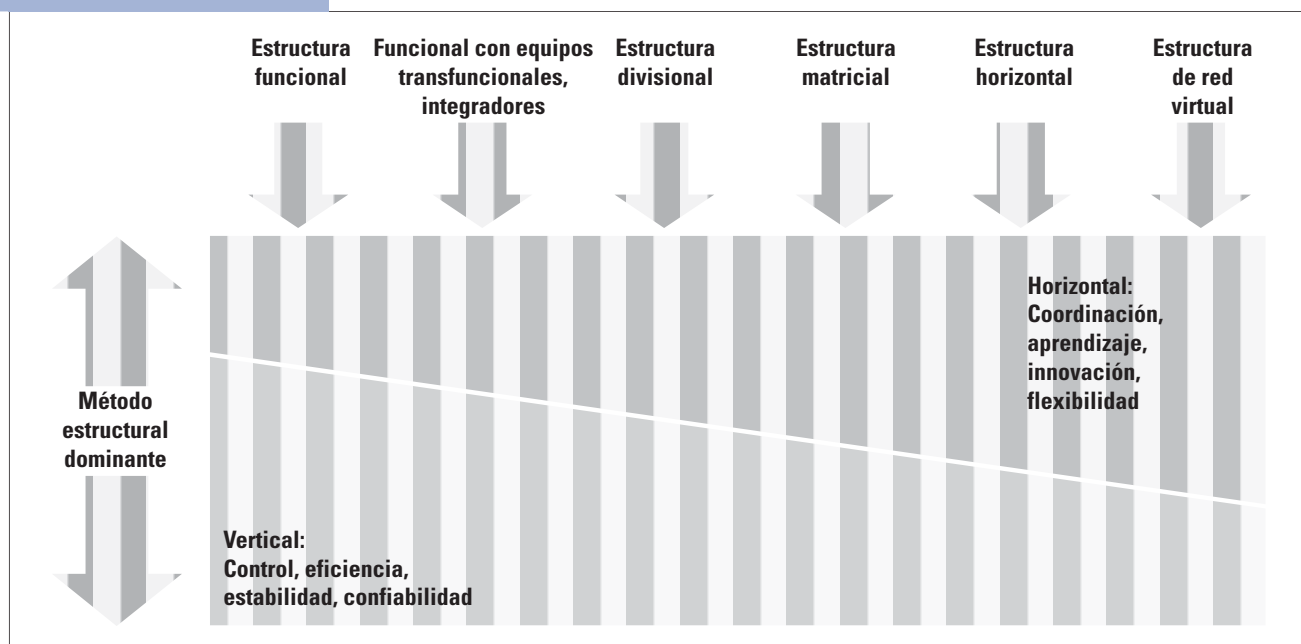 Estructura
funcional
Funcional con equipos
transfuncionales,
integradores
Estructura
divisional
Estructura
matricial
Estructura
horizontal
Estructura
de red
virtual
Método
estructural
dominante
Horizontal:
Coordinación,
aprendizaje,
innovación,
flexibilidad
Vertical:
Control, eficiencia,
estabilidad, confiabilidad